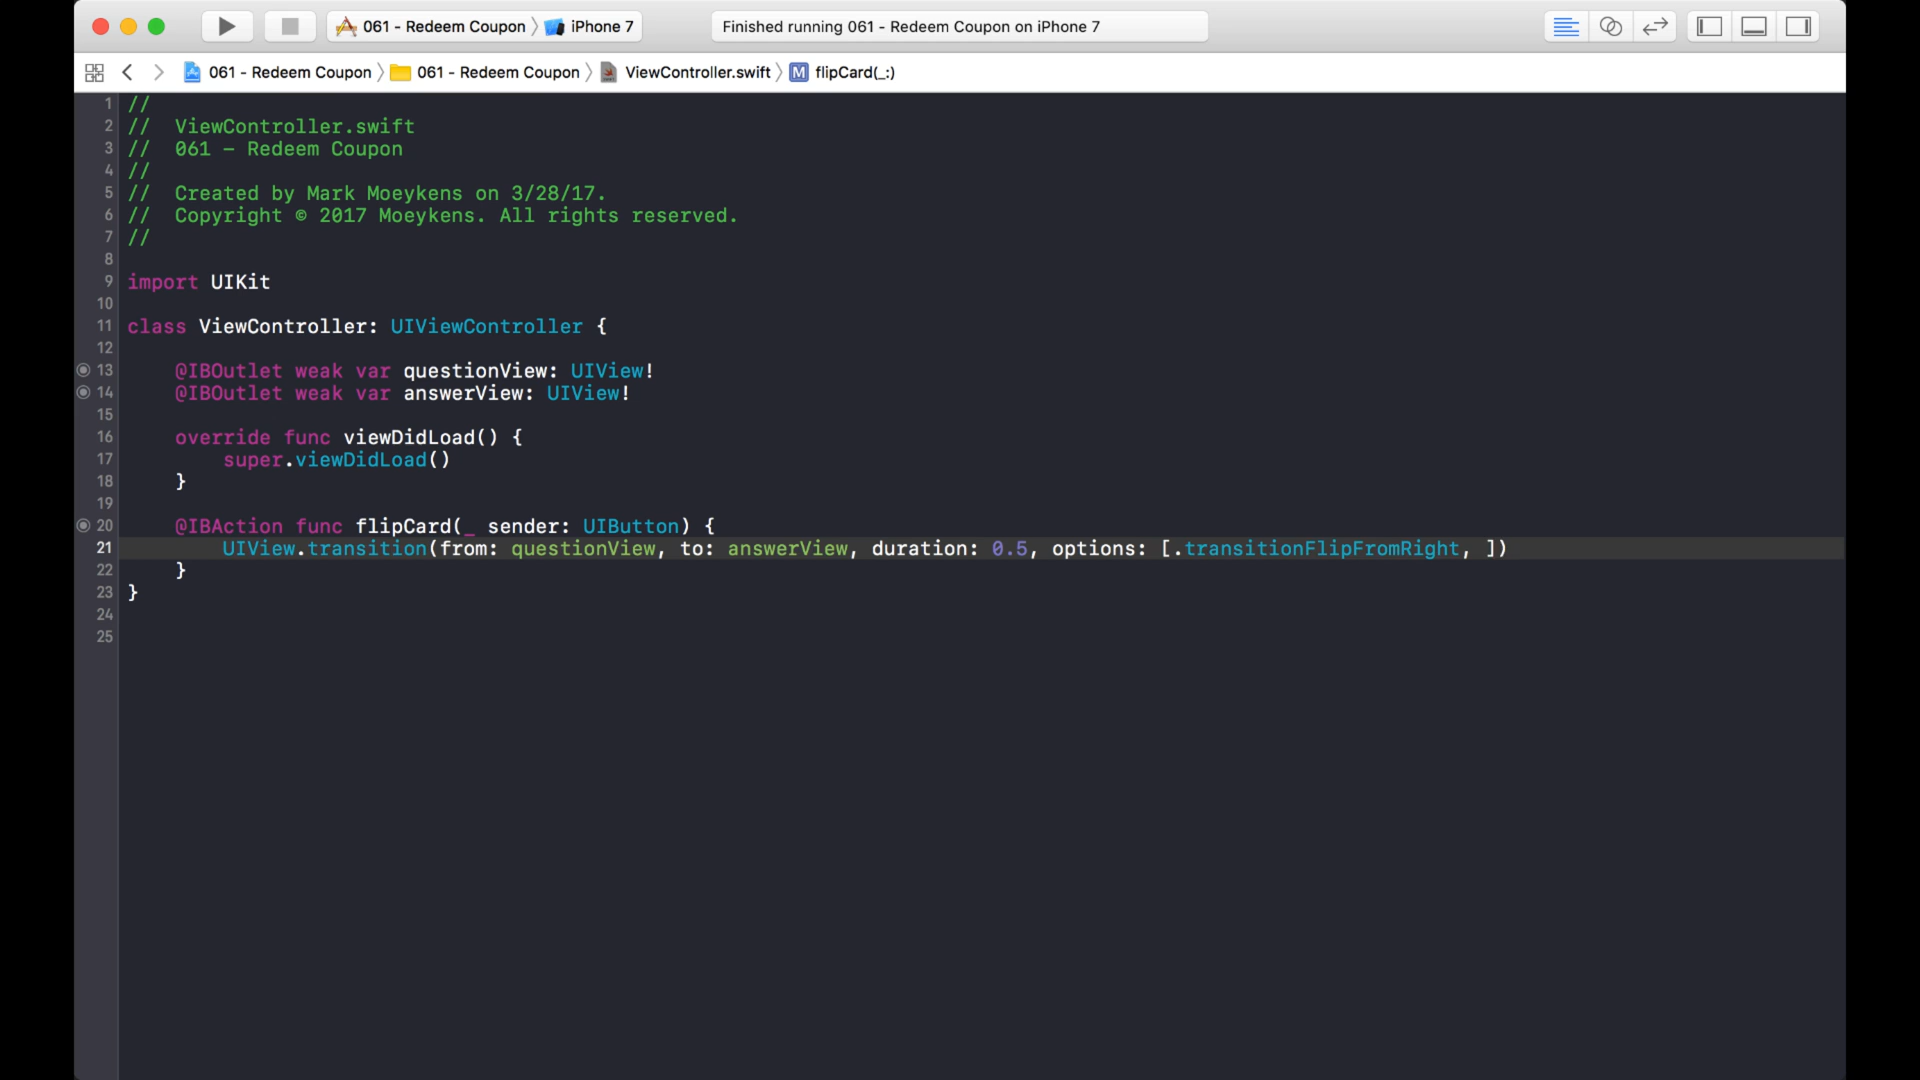 061 - Redeem Coupon iPhone 7 Finished running 061 - Redeem Coupon on iPhone 7
061 - Redeem Coupon 061 - Redeem Coupon ViewController.swift M flipCard(_:)
1 //
2 //  ViewController.swift
3 //  061 - Redeem Coupon
4 //
5 //  Created by Mark Moeykens on 3/28/17.
6 //  Copyright © 2017 Moeykens. All rights reserved.
7 //
8
9 import UIKit
10
11 class ViewController: UIViewController {
12
13     @IBOutlet weak var questionView: UIView!
14     @IBOutlet weak var answerView: UIView!
15
16     override func viewDidLoad() {
17         super.viewDidLoad()
18     }
19
20     @IBAction func flipCard(_ sender: UIButton) {
21         UIView.transition(from: questionView, to: answerView, duration: 0.5, options: [.transitionFlipFromRight, ])
22     }
23 }
24
25